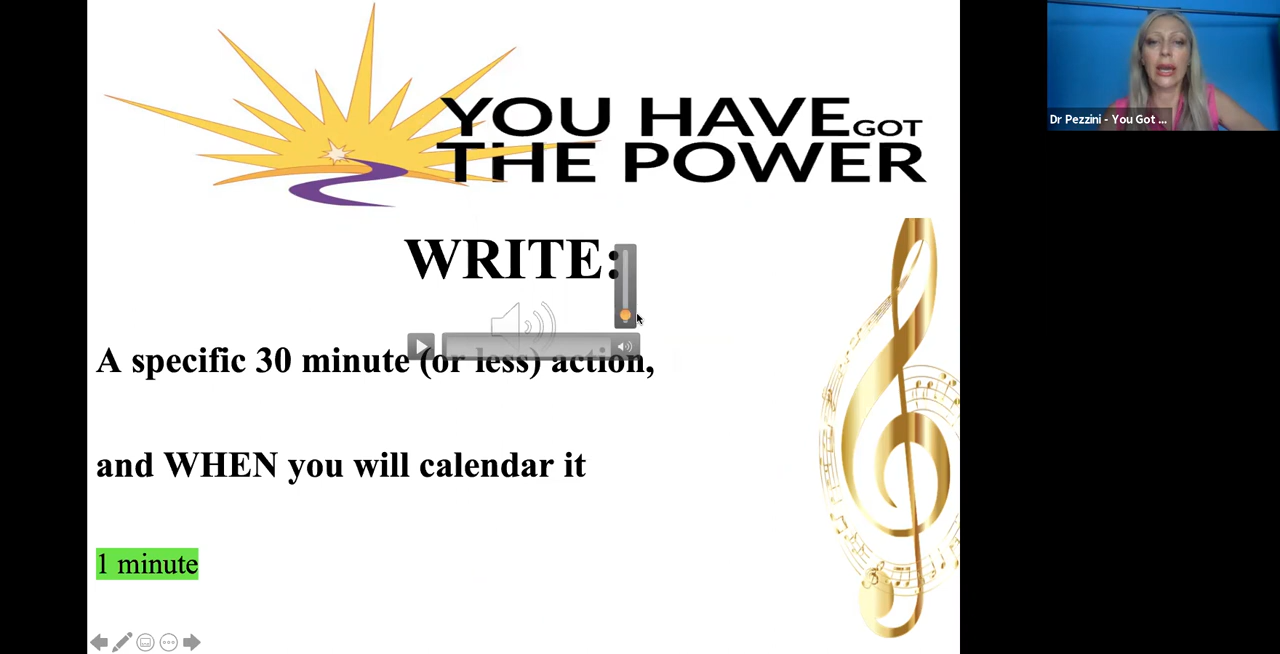 YOU HAVE GOT
THE POWER
WRITE:
A specific 30 minute (or less) action,
and WHEN you will calendar it
1 minute
Dr Pezzini - You Got ...